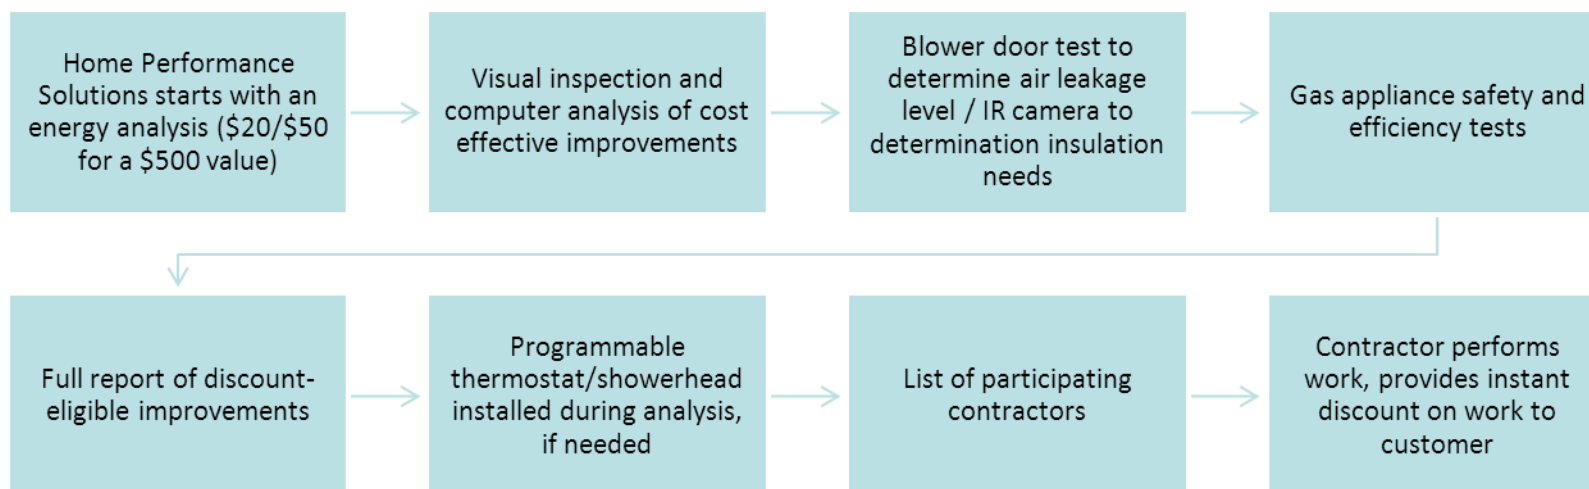 Home Performance
Solutions starts with an
energy analysis ($20/$50
for a $500 value)
Visual inspection and
computer analysis of cost
effective improvements
Blower door test to
determine air leakage
level / IR camera to
determination insulation
needs
Gas appliance safety and
efficiency tests
Full report of discount-
eligible improvements
Programmable
thermostat/showerhead
installed during analysis,
if needed
List of participating
contractors
Contractor performs
work, provides instant
discount on work to
customer